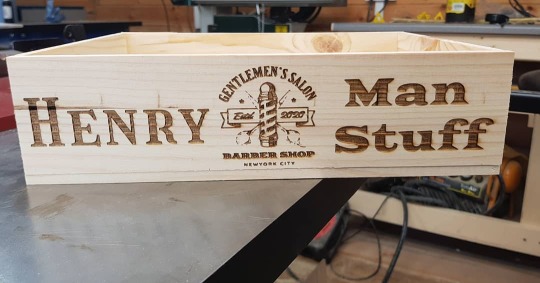 HENRY
GENTLEMEN'S SALON
Estd 2020
BARBER SHOP
NEWYORK CITY
Man
Stuff